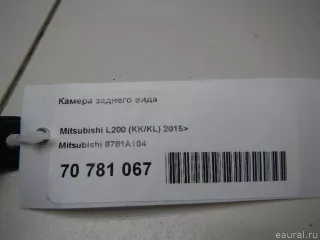 Камера заднего вида
Mitsubishi L200 (KK/KL) 2015>
Mitsubishi 8781A104
70 781 067
eaural.ru